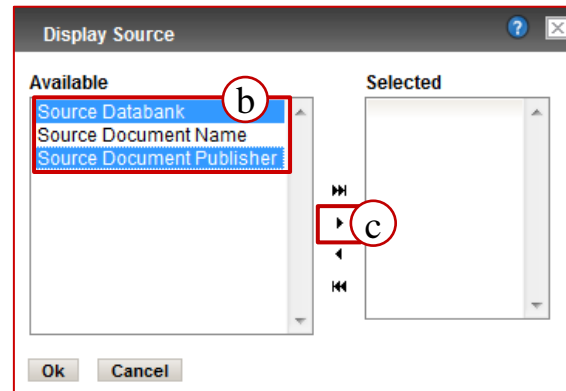 Display Source
?
Available
Selected
b
Source Databank
Source Document Name
Source Document Publisher
c
Ok
Cancel